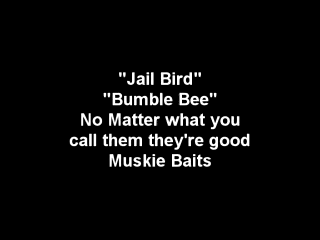 "Jail Bird"
"Bumble Bee"
No Matter what you
call them they're good
Muskie Baits